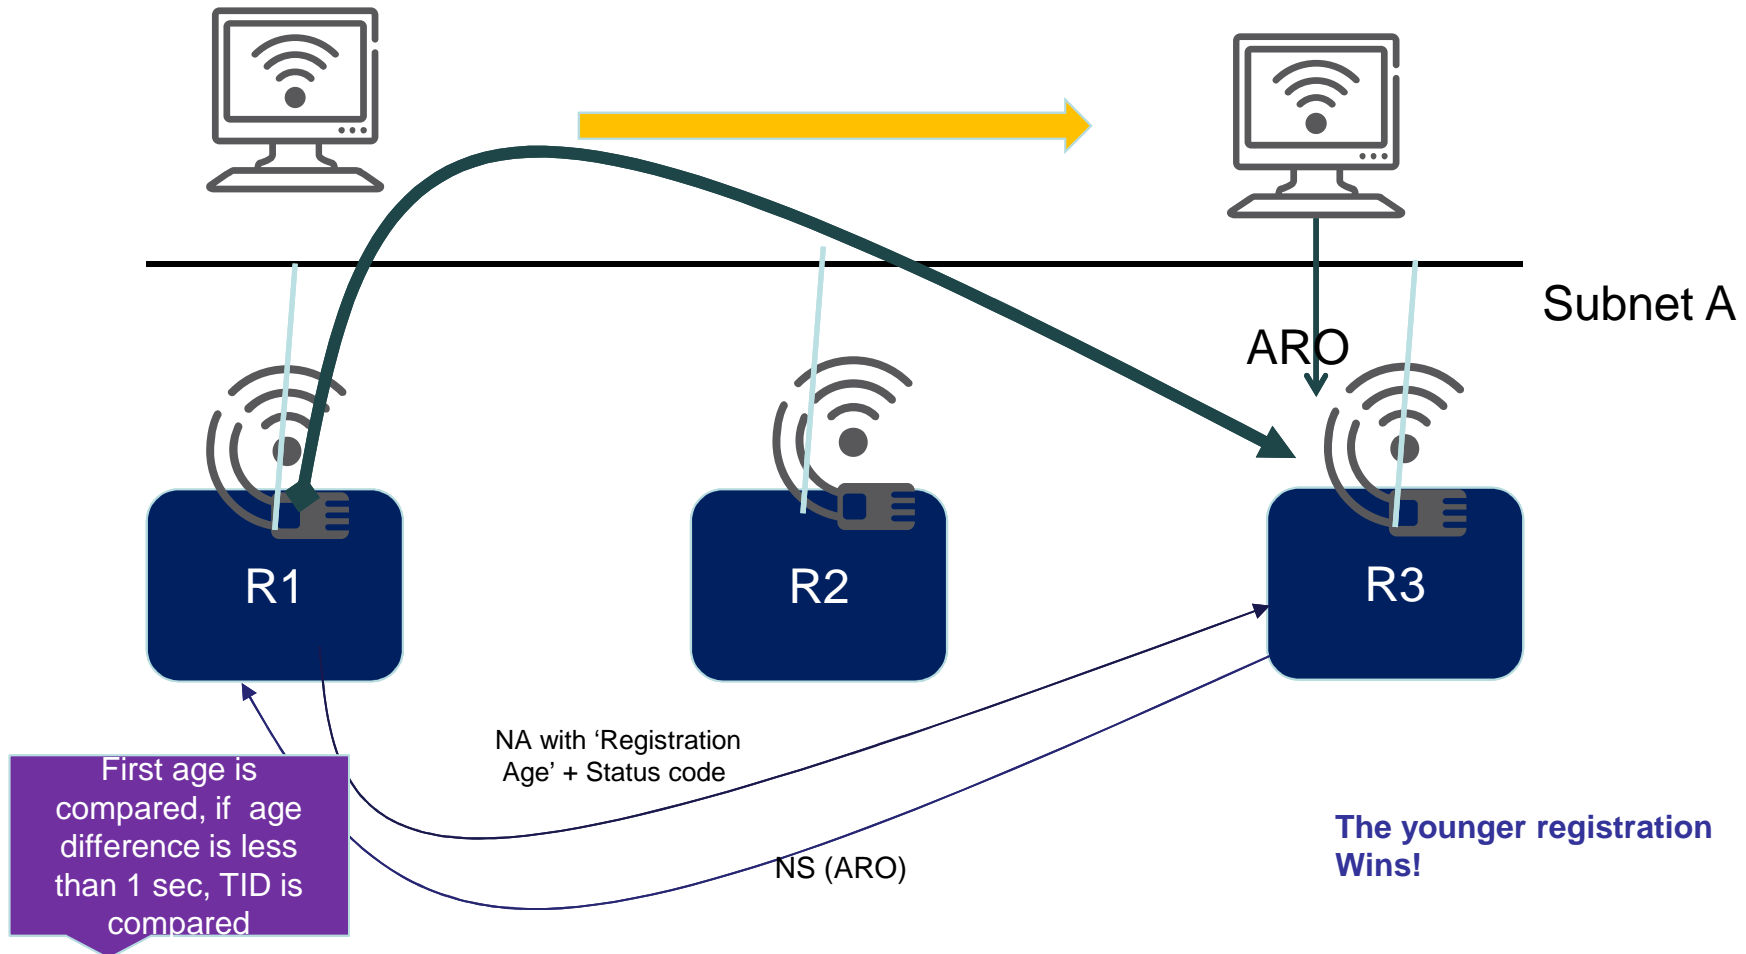 Subnet A
ARO
R1
R2
R3
NA with ‘Registration
Age’ + Status code
First age is
compared, if  age
difference is less
than 1 sec, TID is
compared
NS (ARO)
The younger registration
Wins!